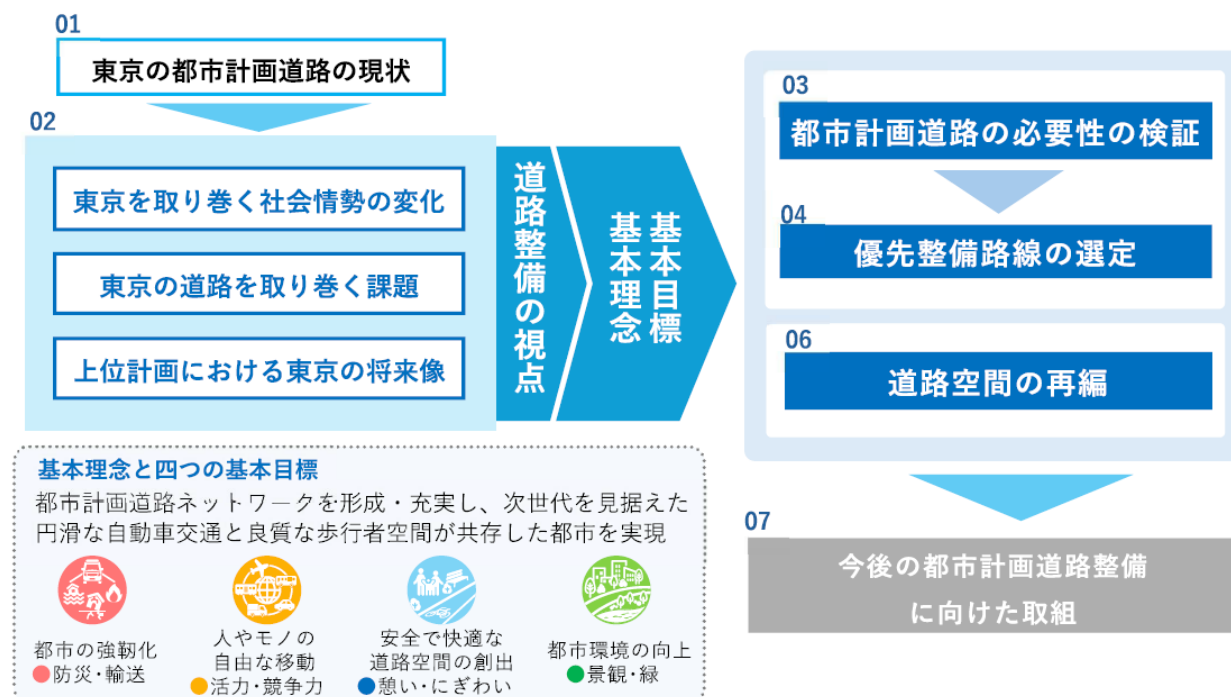 01
東京の都市計画道路の現状
02
東京を取り巻く社会情勢の変化
東京の道路を取り巻く課題
上位計画における東京の将来像
道路整備の視点
基本目標
基本理念
03
都市計画道路の必要性の検証
04
優先整備路線の選定
06
道路空間の再編
07
今後の都市計画道路整備
に向けた取組
基本理念と四つの基本目標
都市計画道路ネットワークを形成・充実し、次世代を見据えた
円滑な自動車交通と良質な歩行者空間が共存した都市を実現
都市の強靭化
●防災・輸送
人やモノの
自由な移動
●活力・競争力
安全で快適な
道路空間の創出
●憩い・にぎわい
都市環境の向上
●景観・緑